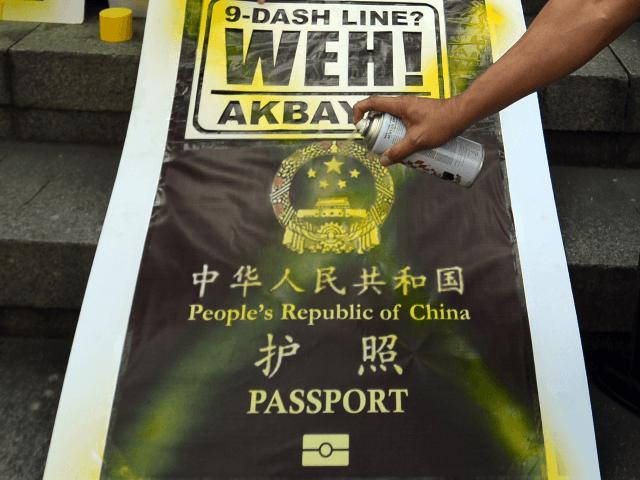 9-DASH LINE?
WEH!
AKBAY
中华人民共和国
People's Republic of China
护 照
PASSPORT